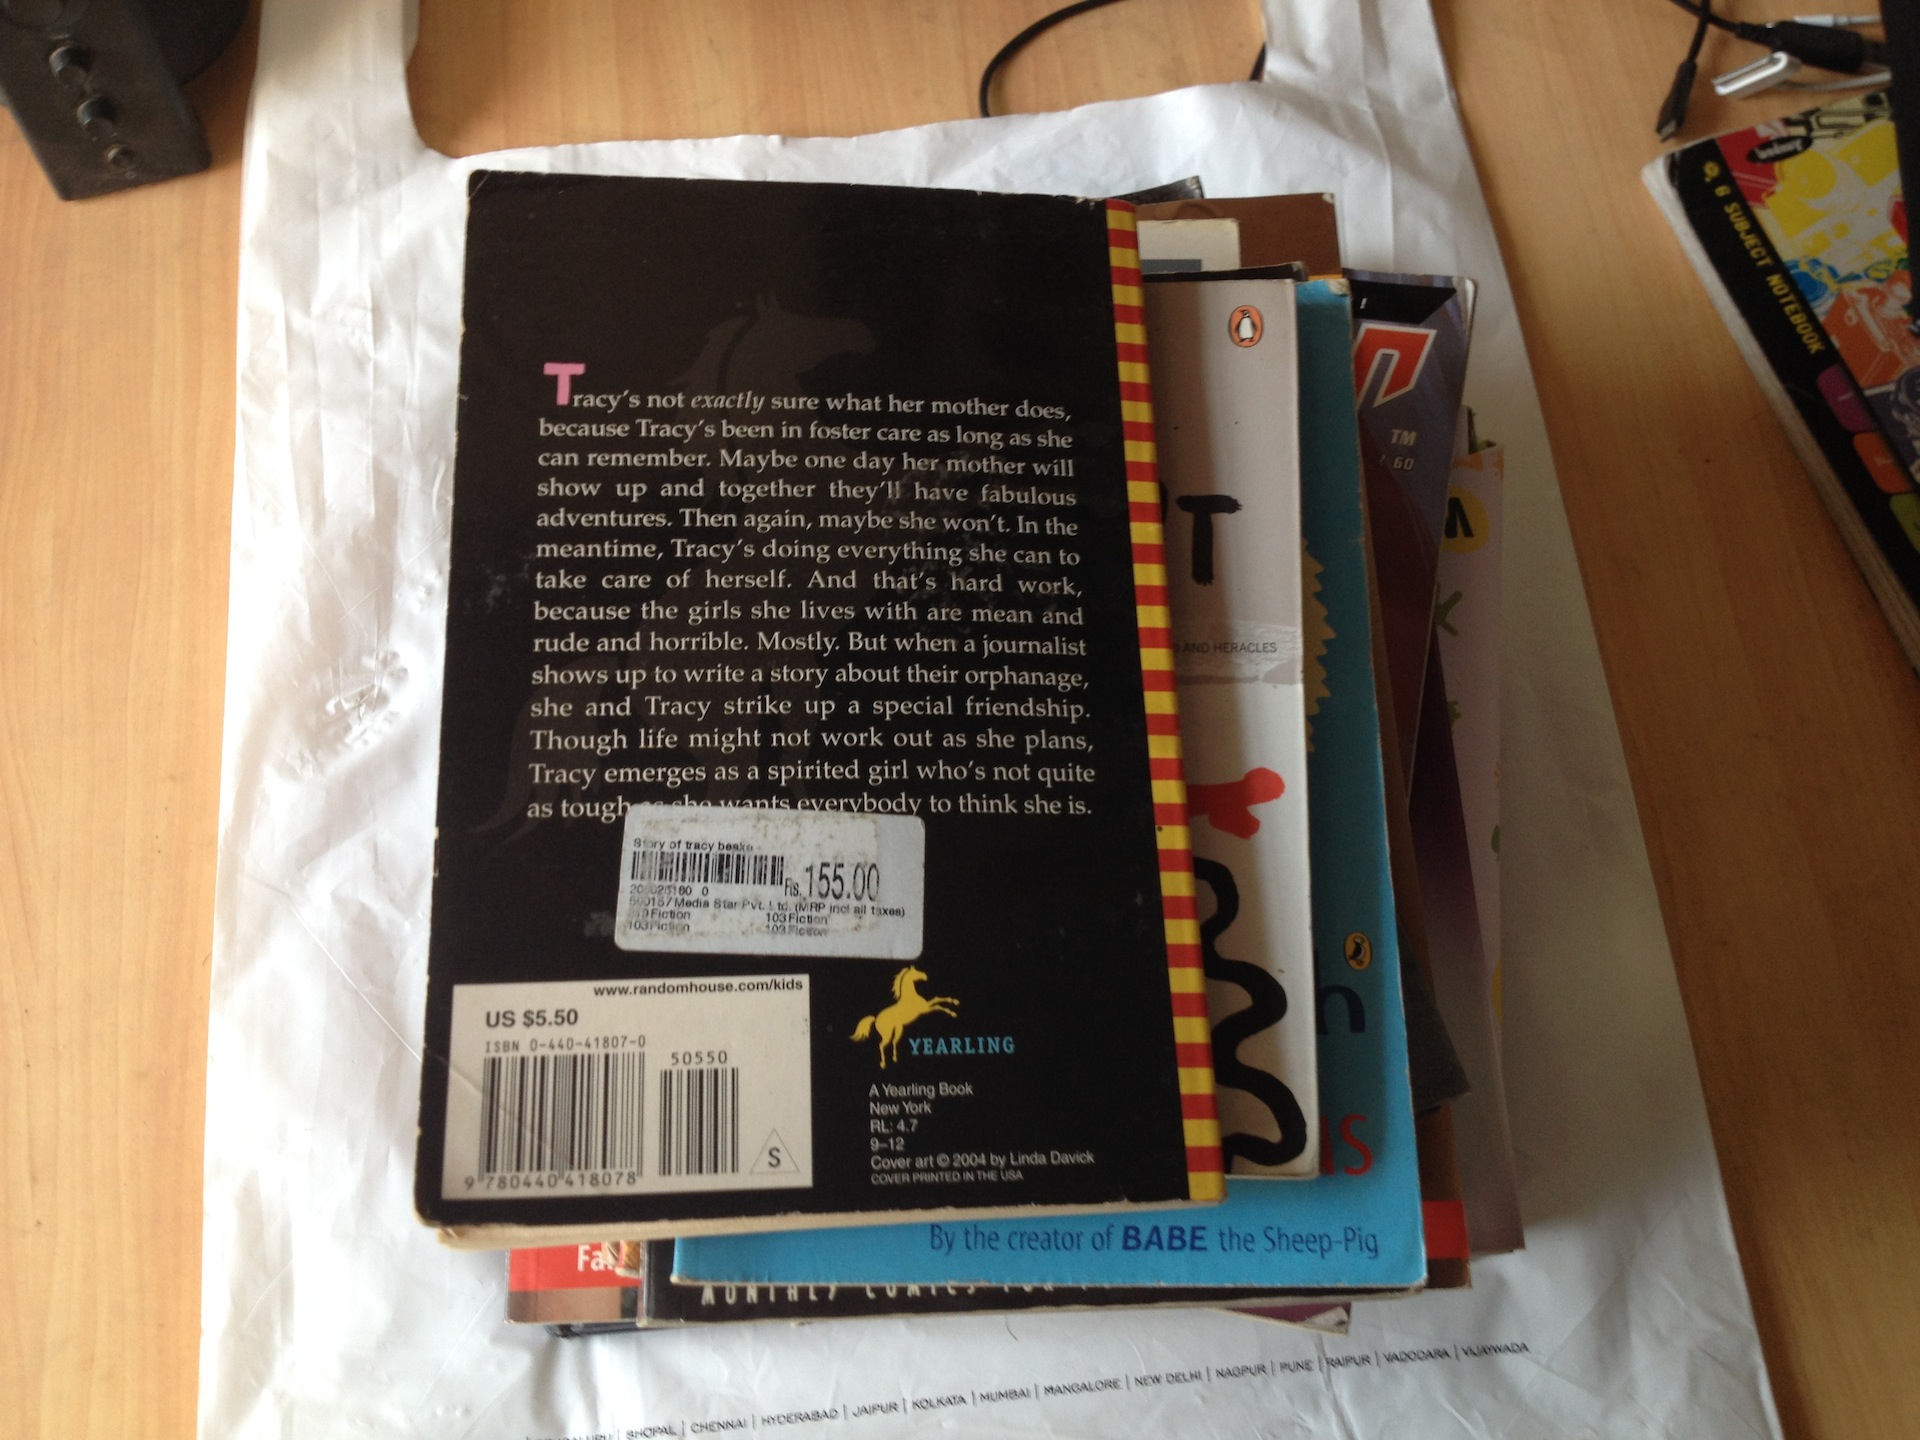 Tracy's not exactly sure what her mother does,
because Tracy's been in foster care as long as she
can remember. Maybe one day her mother will
show up and together they'll have fabulous
adventures. Then again, maybe she won't. In the
meantime, Tracy's doing everything she can to
take care of herself. And that's hard work,
because the girls she lives with are mean and
rude and horrible. Mostly. But when a journalist
shows up to write a story about their orphanage,
she and Tracy strike up a special friendship.
Though life might not work out as she plans,
Tracy emerges as a spirited girl who's not quite
as tough as she wants everybody to think she is.
Story of tracy beake
Rs. 155.00
Media Star Pvt. Ltd. (MRP incl all taxes)
Fiction 103Fiction
103Fiction 103Fiction
www.randomhouse.com/kids
US $5.50
ISBN 0-440-41807-0
50550
9 780440 418078
S
YEARLING
A Yearling Book
New York
RL: 4.7
9–12
Cover art © 2004 by Linda Davick
COVER PRINTED IN THE USA
T
AND HERACLES
TM
60
h
By the creator of BABE the Sheep-Pig
MONTHLY COMICS
6 SUBJECT NOTEBOOK
BHOPAL | CHENNAI | HYDERABAD | JAIPUR | KOLKATA | MUMBAI | MANGALORE | NEW DELHI | NAGPUR | PUNE | RAIPUR | VADODARA | VIJAYWADA